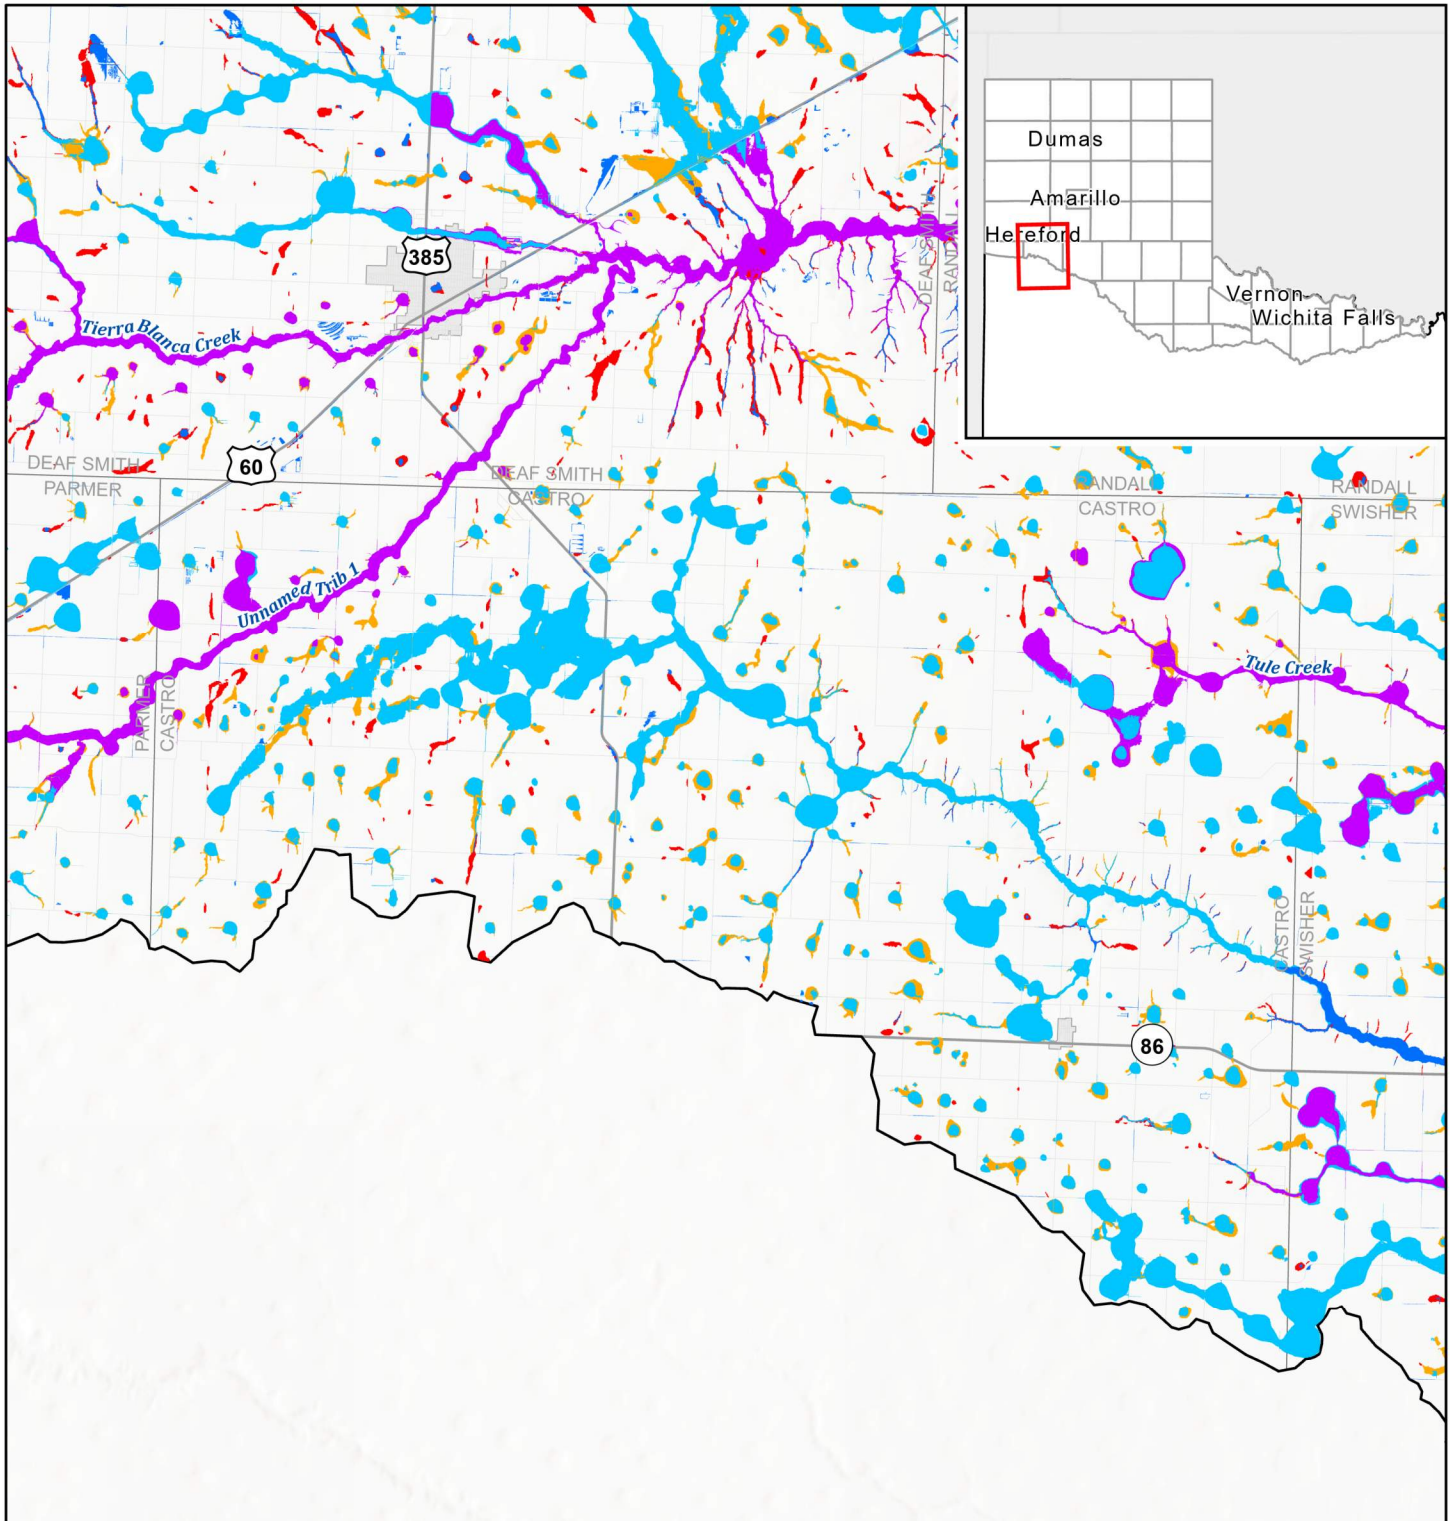 Dumas
Amarillo
Hereford
Vernon
Wichita Falls
385
DEAF SMITH
RANDALL
Tierra Blanca Creek
60
DEAF SMITH
PARMER
DEAF SMITH
CASTRO
RANDALL
CASTRO
RANDALL
SWISHER
Unnamed Trib 1
Tule Creek
PARMER
CASTRO
CASTRO
SWISHER
86